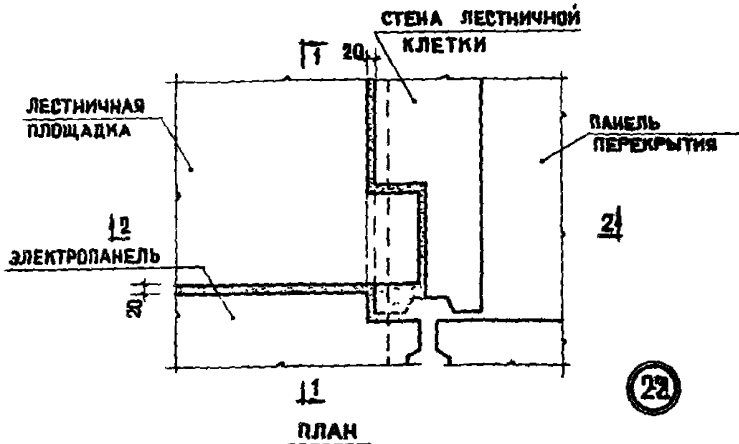 СТЕНА ЛЕСТНИЧНОЙ
КЛЕТКИ
1
20
ЛЕСТНИЧНАЯ
ПЛОЩАДКА
ПАНЕЛЬ
ПЕРЕКРЫТИЯ
2
2
ЭЛЕКТРОПАНЕЛЬ
20
1
ПЛАН